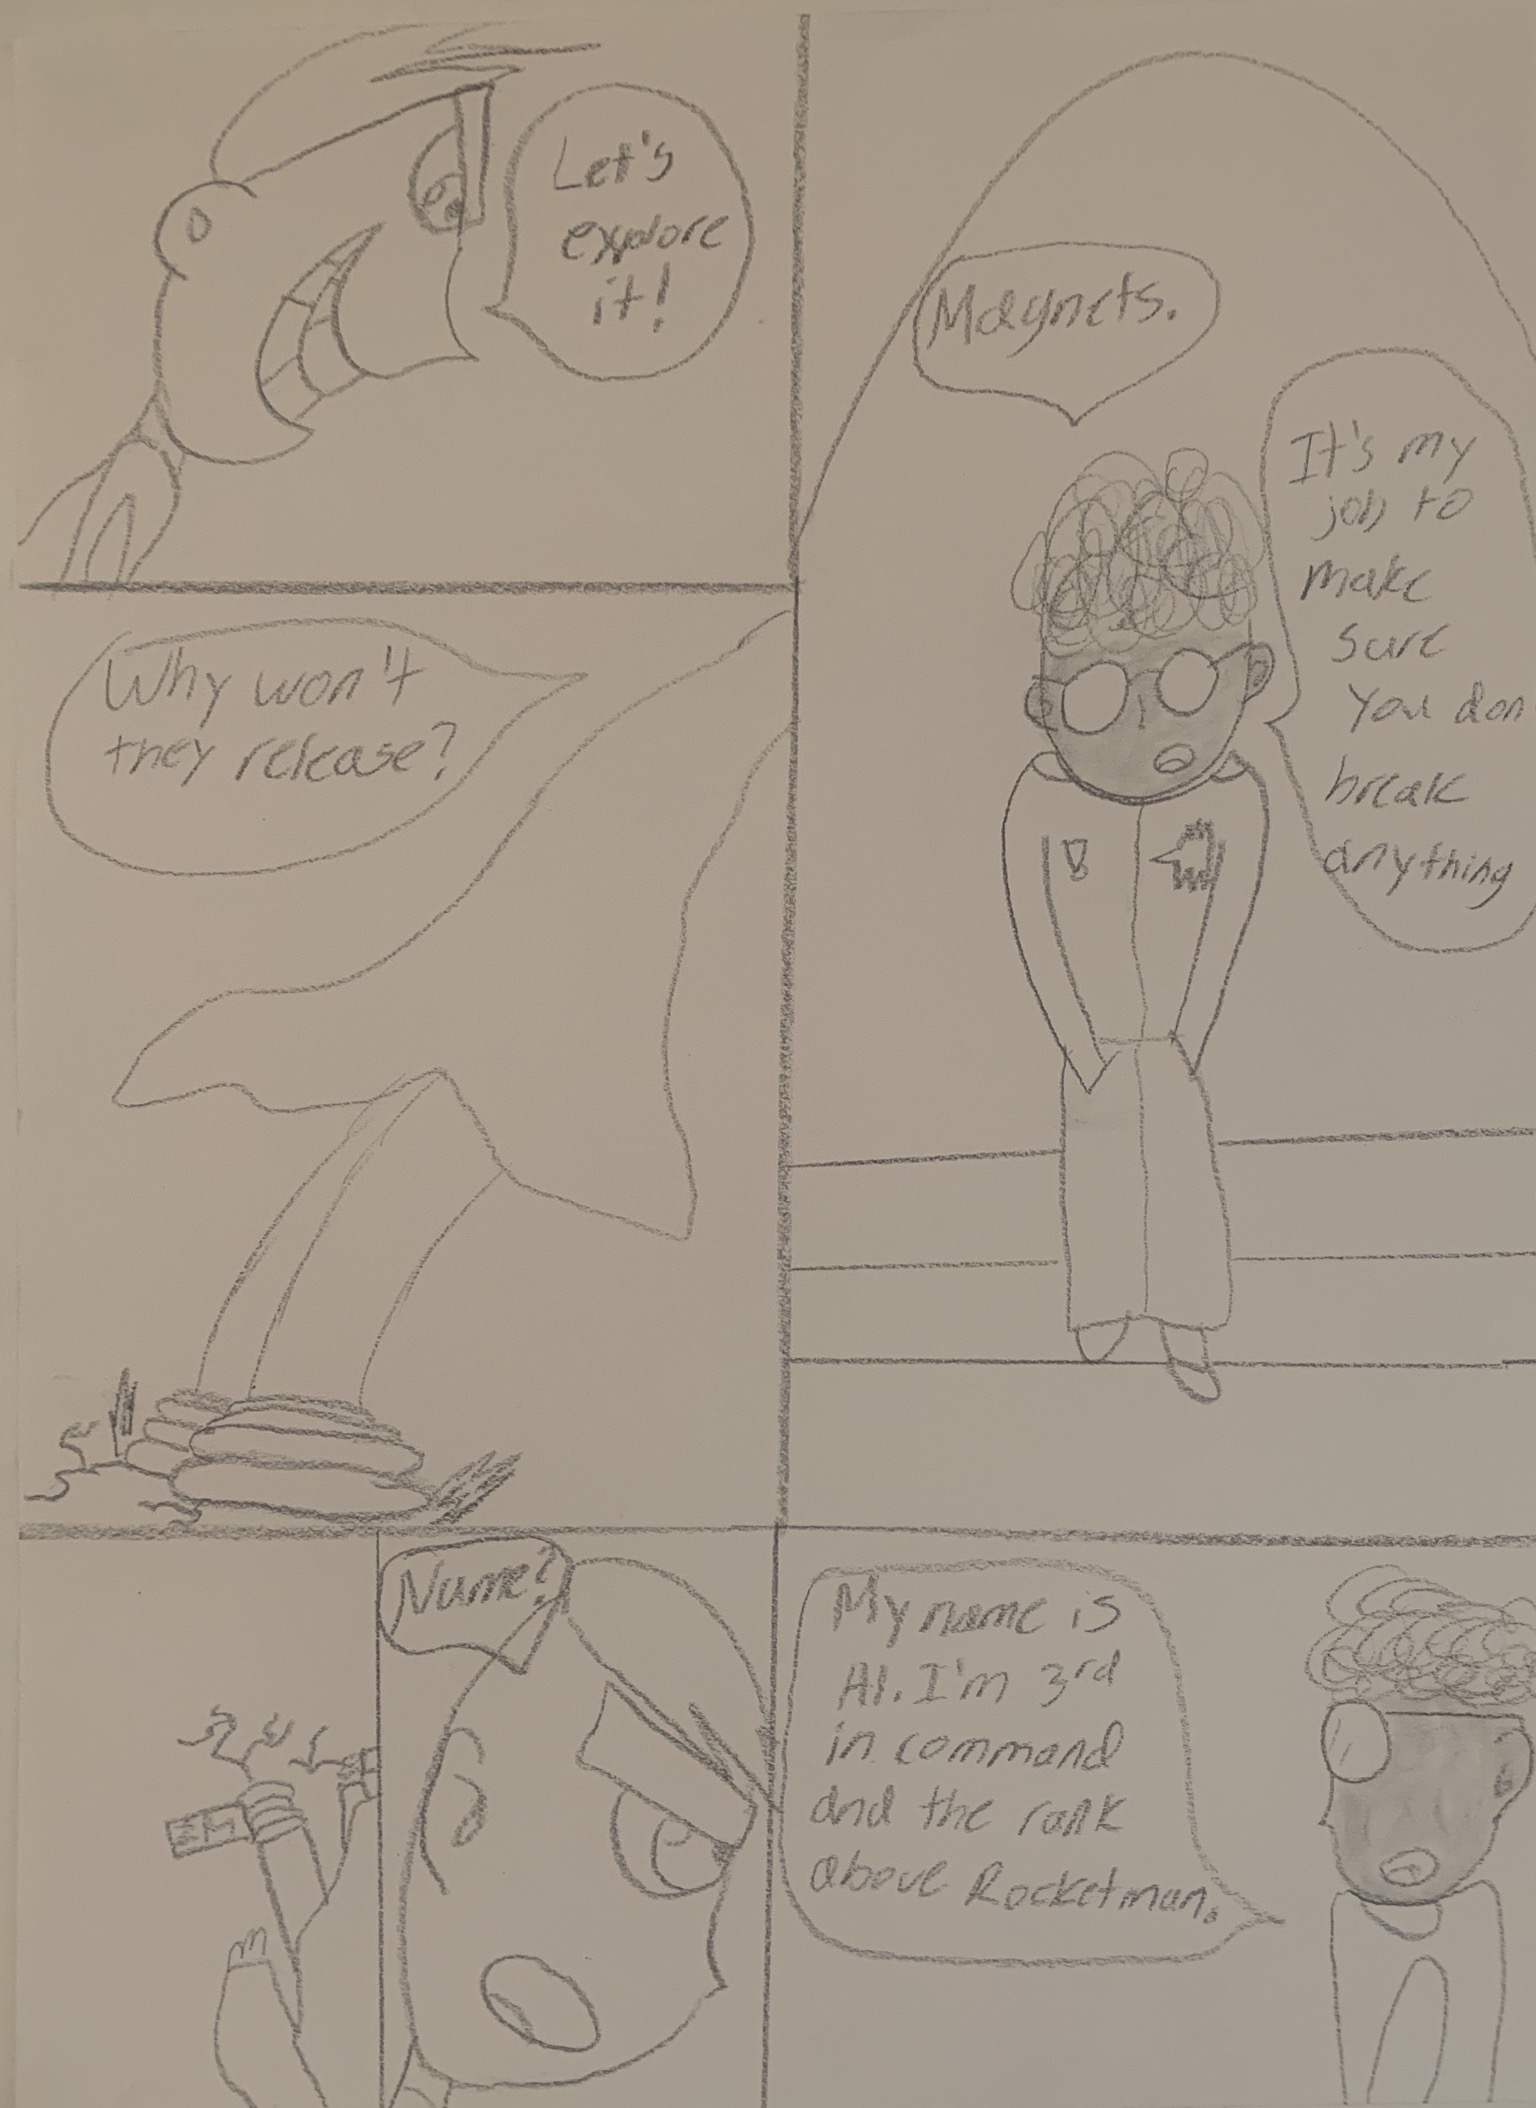 Let's
explore
it!
Why won't
they release?
Magnets.
It's my
job to
make
sure
you don
break
anything
Name?
My name is
Al. I'm 3rd
in command
and the rank
above Rocketman.